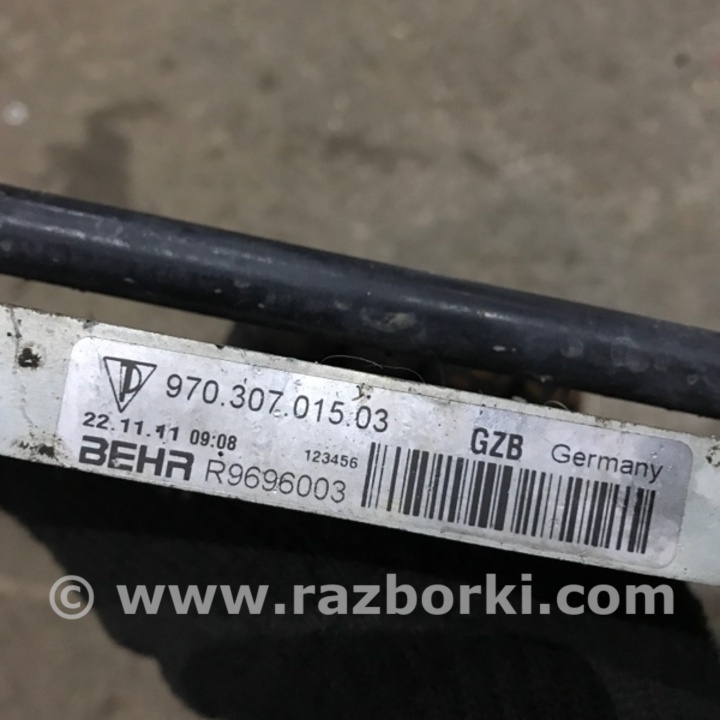 970.307.015.03
22.11.11 09:08
BEHR R9696003
123456
GZB Germany
© www.razborki.com